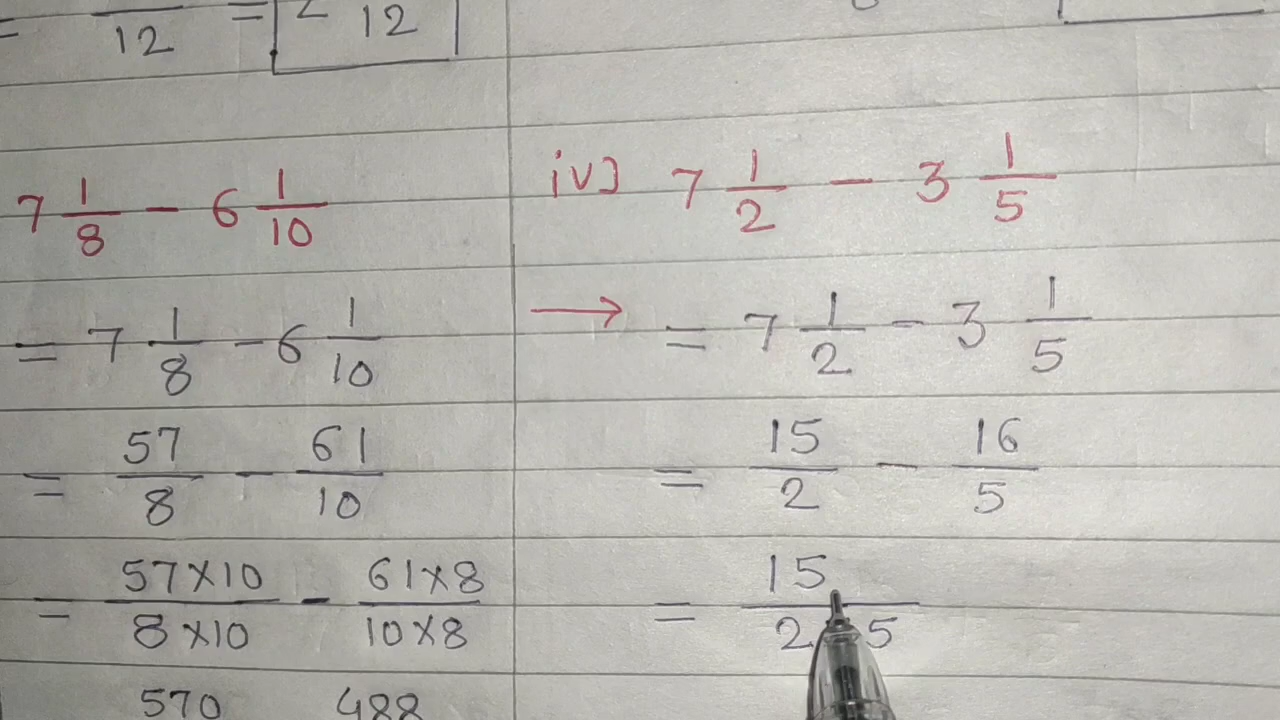 = 12 = 2 12
7 1/8 - 6 1/10
= 7 1/8 - 6 1/10
= 57/8 - 61/10
= 57×10/8×10 - 61×8/10×8
570 488
iv) 7 1/2 - 3 1/5
→ = 7 1/2 - 3 1/5
= 15/2 - 16/5
= 15/2 5